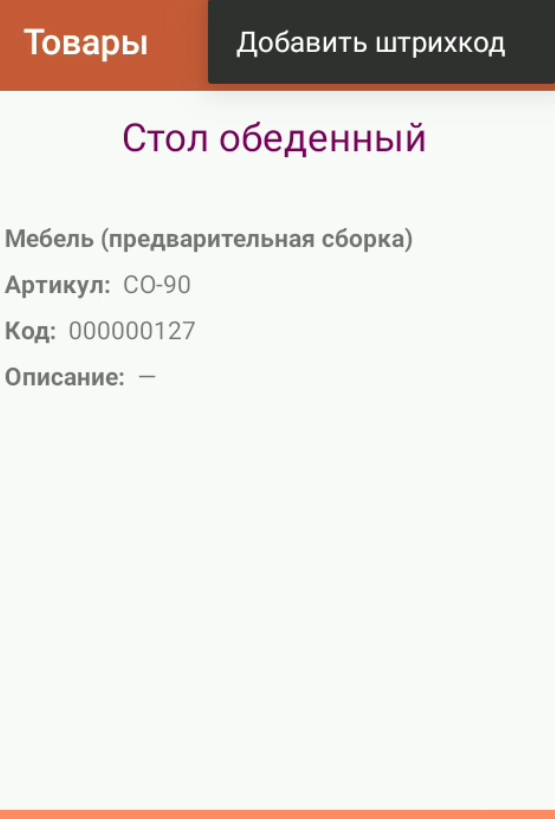 Товары
Добавить штрихкод
Стол обеденный
Мебель (предварительная сборка)
Артикул: СО-90
Код: 000000127
Описание: —